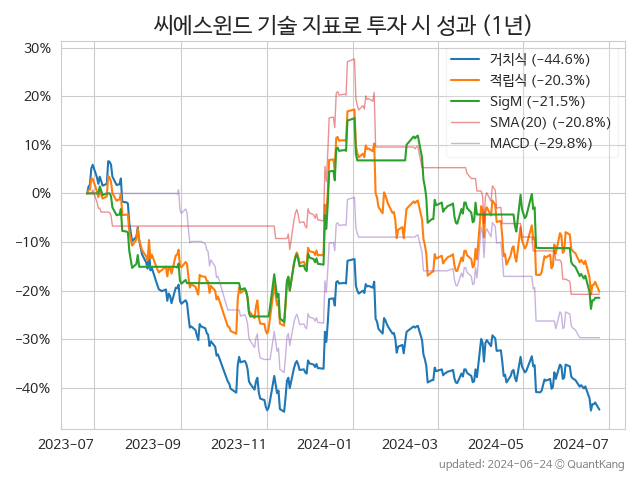 씨에스윈드 기술 지표로 투자 시 성과 (1년)
30%
20%
10%
0%
−10%
−20%
−30%
−40%
거치식 (−44.6%)
적립식 (−20.3%)
SigM (−21.5%)
SMA(20) (−20.8%)
MACD (−29.8%)
2023-07 2023-09 2023-11 2024-01 2024-03 2024-05 2024-07
updated: 2024-06-24 ⓒ QuantKang